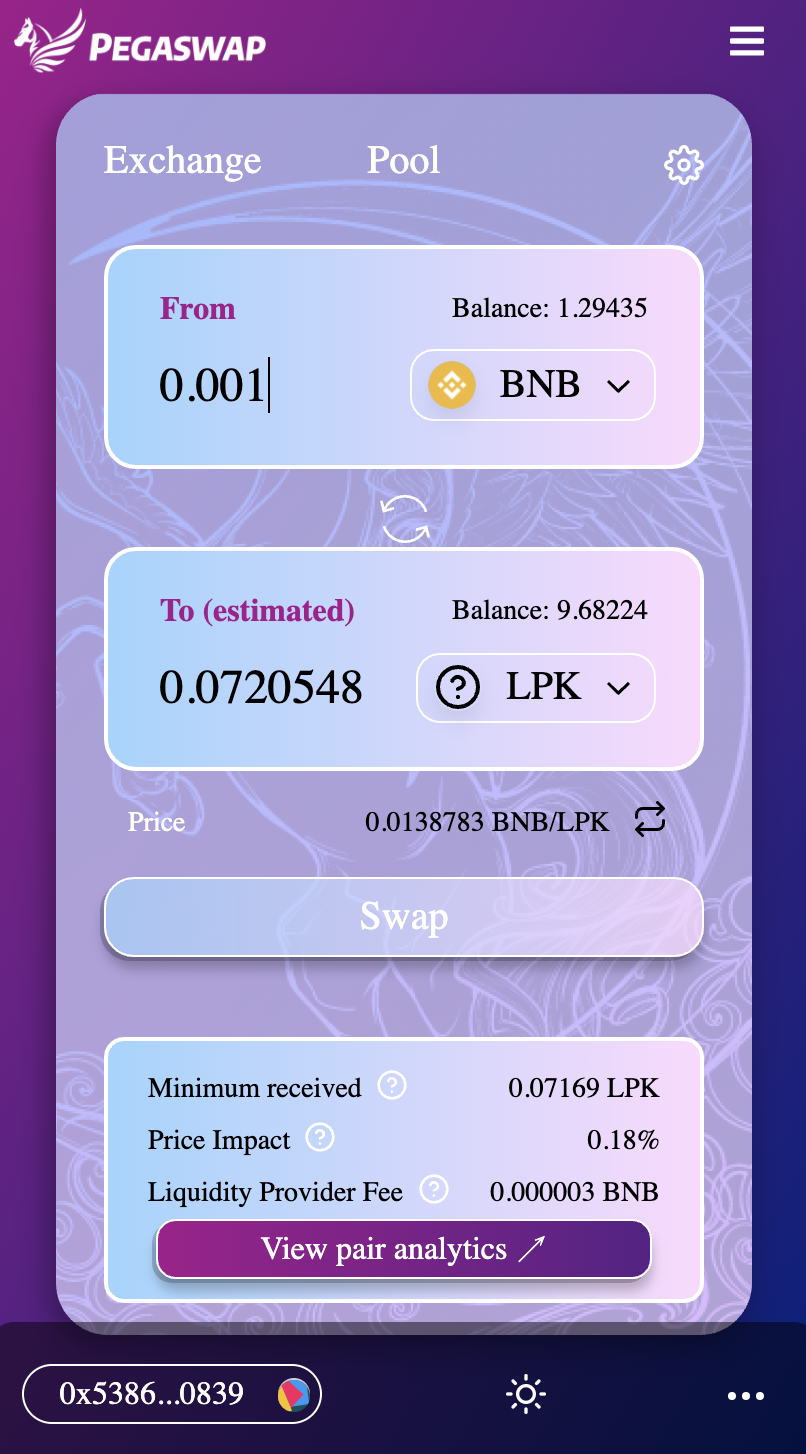 PEGASWAP
Exchange Pool
From Balance: 1.29435
0.001 BNB
To (estimated) Balance: 9.68224
0.0720548 ? LPK
Price 0.0138783 BNB/LPK
Swap
Minimum received ? 0.07169 LPK
Price Impact ? 0.18%
Liquidity Provider Fee ? 0.000003 BNB
View pair analytics ↗
0x5386...0839